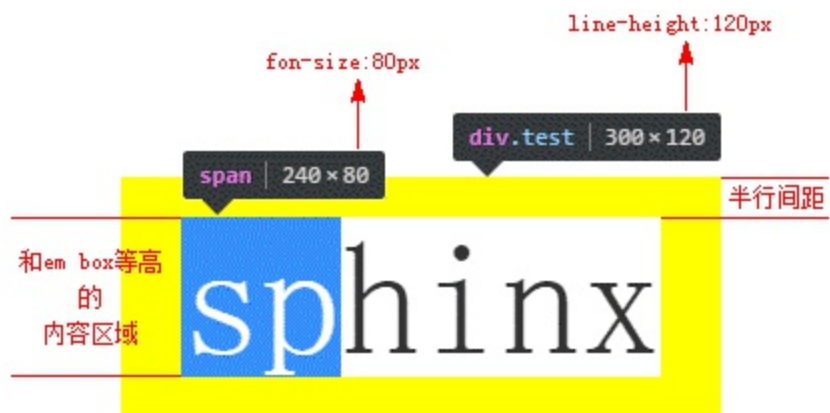 line-height:120px
fon-size:80px
div.test 300×120
span 240×80
半行间距
和em box等高
的
内容区域
sphinx